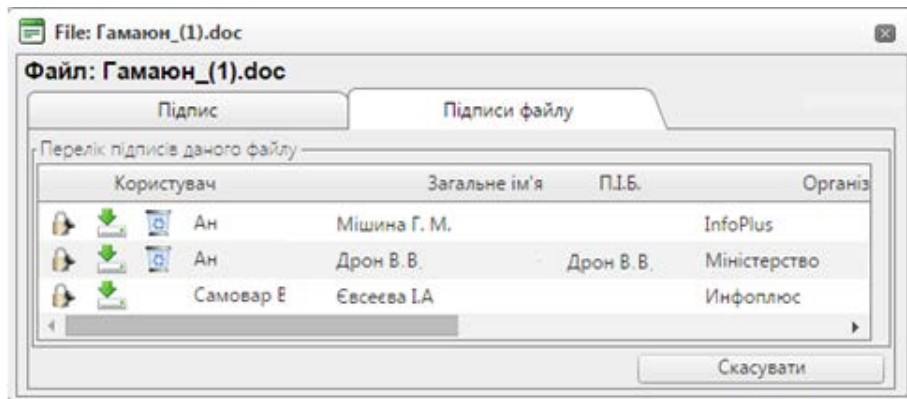 File: Гамаюн_(1).doc
Файл: Гамаюн_(1).doc
Підпис Підписи файлу
Перелік підписів даного файлу
Користувач Загальне ім'я П.І.Б. Організ
Ан Мішина Г. М. InfoPlus
Ан Дрон В.В. Дрон В.В. Міністерство
Самовар Е Євсеєва І.А Инфоплюс
Скасувати